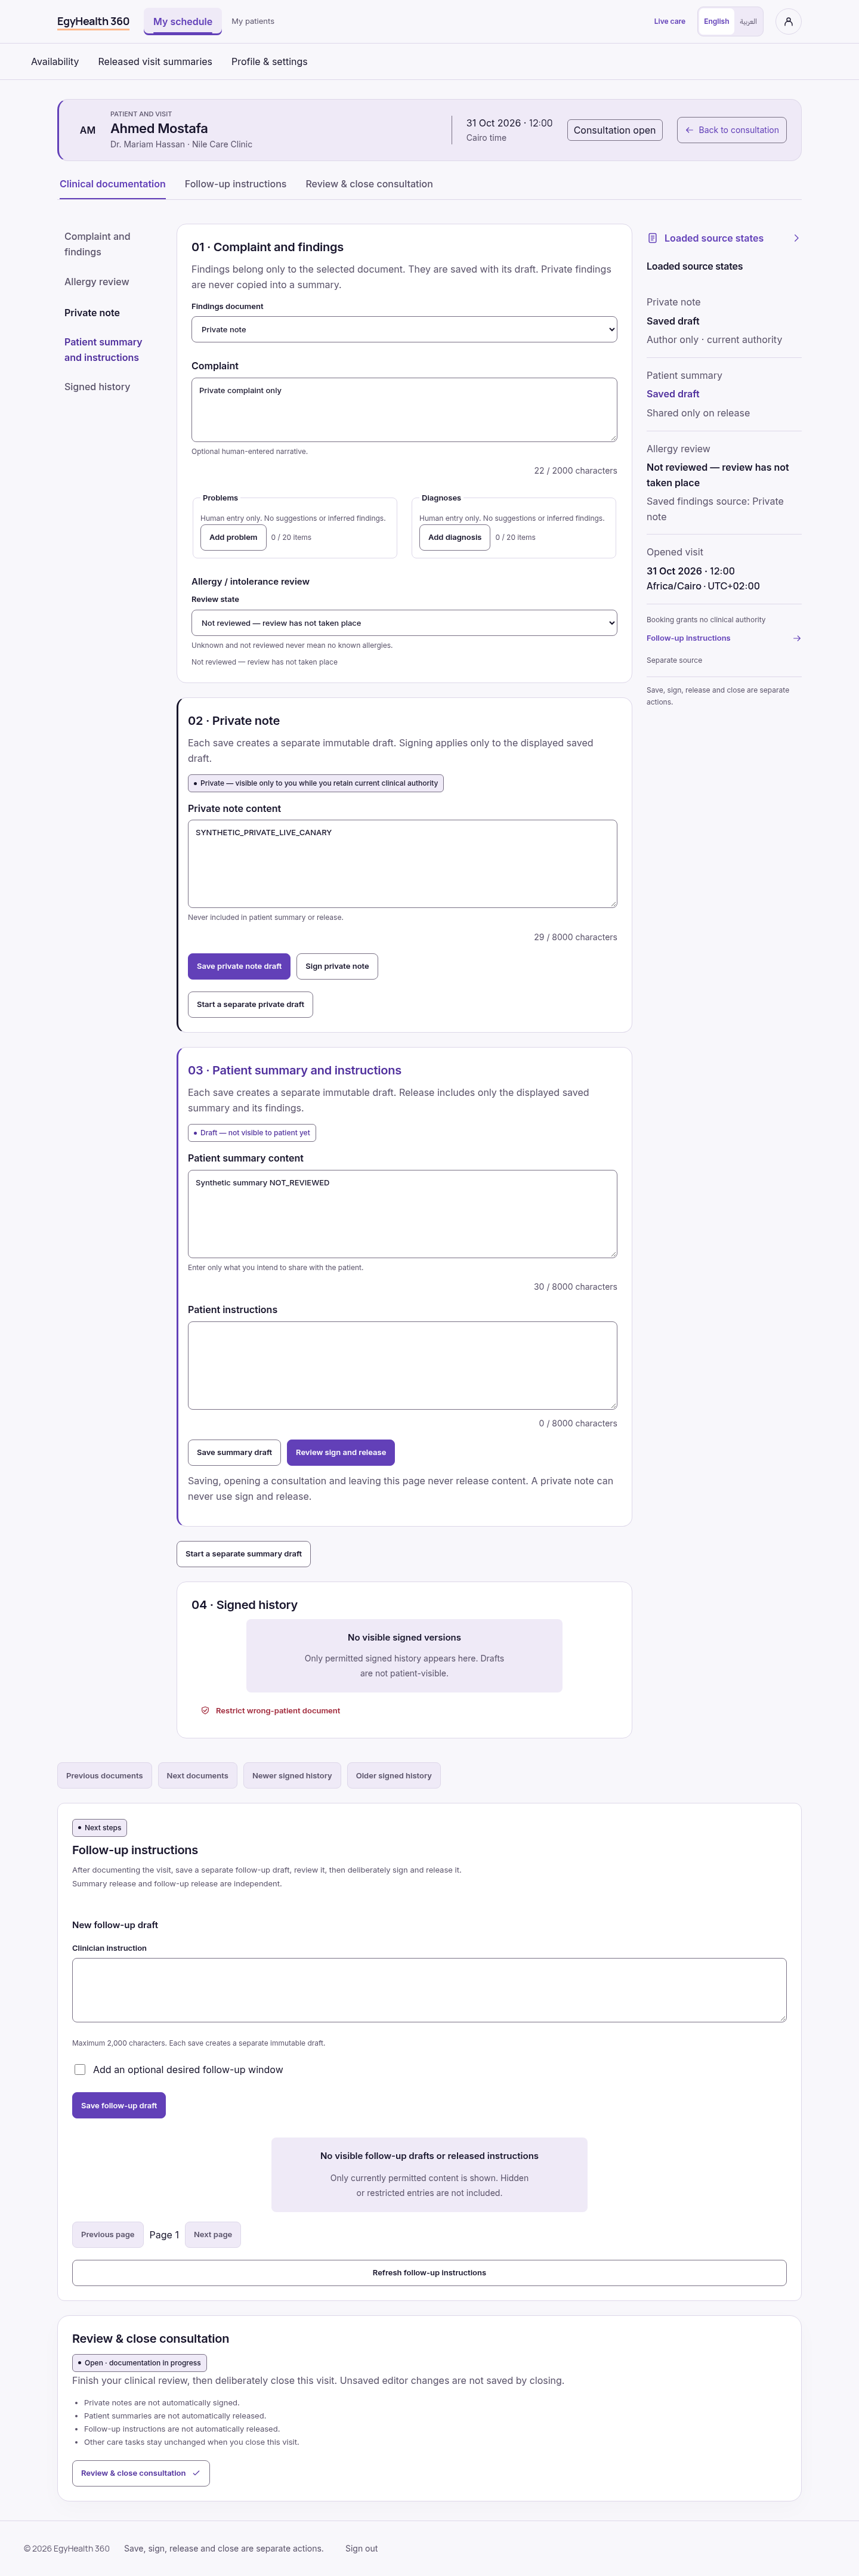 EgyHealth 360
My schedule
My patients
Live care
English
العربية
Availability
Released visit summaries
Profile & settings
AM
PATIENT AND VISIT
Ahmed Mostafa
Dr. Mariam Hassan · Nile Care Clinic
31 Oct 2026 · 12:00
Cairo time
Consultation open
← Back to consultation
Clinical documentation
Follow-up instructions
Review & close consultation
Complaint and
findings
Allergy review
Private note
Patient summary
and instructions
Signed history
01 · Complaint and findings
Findings belong only to the selected document. They are saved with its draft. Private findings
are never copied into a summary.
Findings document
Private note
Complaint
Private complaint only
Optional human-entered narrative.
22 / 2000 characters
Problems
Human entry only. No suggestions or inferred findings.
Add problem
0 / 20 items
Diagnoses
Human entry only. No suggestions or inferred findings.
Add diagnosis
0 / 20 items
Allergy / intolerance review
Review state
Not reviewed — review has not taken place
Unknown and not reviewed never mean no known allergies.
Not reviewed — review has not taken place
02 · Private note
Each save creates a separate immutable draft. Signing applies only to the displayed saved
draft.
• Private — visible only to you while you retain current clinical authority
Private note content
SYNTHETIC_PRIVATE_LIVE_CANARY
Never included in patient summary or release.
29 / 8000 characters
Save private note draft
Sign private note
Start a separate private draft
03 · Patient summary and instructions
Each save creates a separate immutable draft. Release includes only the displayed saved
summary and its findings.
• Draft — not visible to patient yet
Patient summary content
Synthetic summary NOT_REVIEWED
Enter only what you intend to share with the patient.
30 / 8000 characters
Patient instructions
0 / 8000 characters
Save summary draft
Review sign and release
Saving, opening a consultation and leaving this page never release content. A private note can
never use sign and release.
Start a separate summary draft
04 · Signed history
No visible signed versions
Only permitted signed history appears here. Drafts
are not patient-visible.
Restrict wrong-patient document
Loaded source states
Loaded source states
Private note
Saved draft
Author only · current authority
Patient summary
Saved draft
Shared only on release
Allergy review
Not reviewed — review has not
taken place
Saved findings source: Private
note
Opened visit
31 Oct 2026 · 12:00
Africa/Cairo · UTC+02:00
Booking grants no clinical authority
Follow-up instructions →
Separate source
Save, sign, release and close are separate
actions.
Previous documents
Next documents
Newer signed history
Older signed history
• Next steps
Follow-up instructions
After documenting the visit, save a separate follow-up draft, review it, then deliberately sign and release it.
Summary release and follow-up release are independent.
New follow-up draft
Clinician instruction
Maximum 2,000 characters. Each save creates a separate immutable draft.
Add an optional desired follow-up window
Save follow-up draft
No visible follow-up drafts or released instructions
Only currently permitted content is shown. Hidden
or restricted entries are not included.
Previous page
Page 1
Next page
Refresh follow-up instructions
Review & close consultation
• Open · documentation in progress
Finish your clinical review, then deliberately close this visit. Unsaved editor changes are not saved by closing.
• Private notes are not automatically signed.
• Patient summaries are not automatically released.
• Follow-up instructions are not automatically released.
• Other care tasks stay unchanged when you close this visit.
Review & close consultation
© 2026 EgyHealth 360
Save, sign, release and close are separate actions.
Sign out